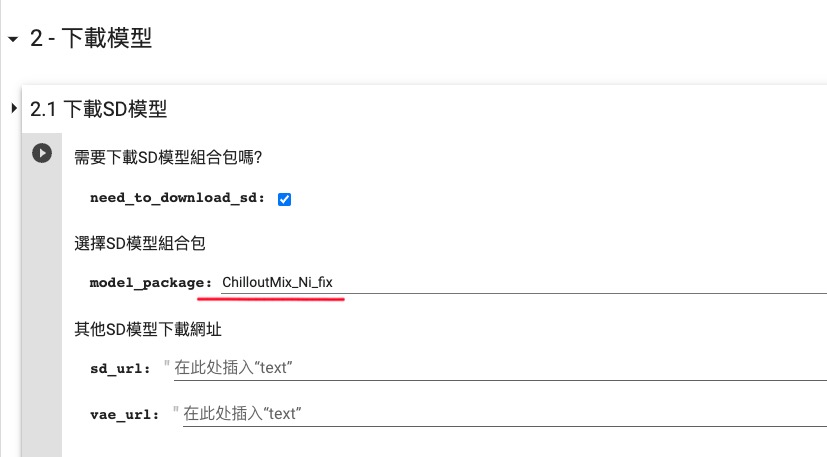 2 - 下載模型
2.1 下載SD模型
需要下載SD模型組合包嗎?
need_to_download_sd:
選擇SD模型組合包
model_package: ChilloutMix_Ni_fix
其他SD模型下載網址
sd_url: "在此处插入“text”
vae_url: "在此处插入“text”